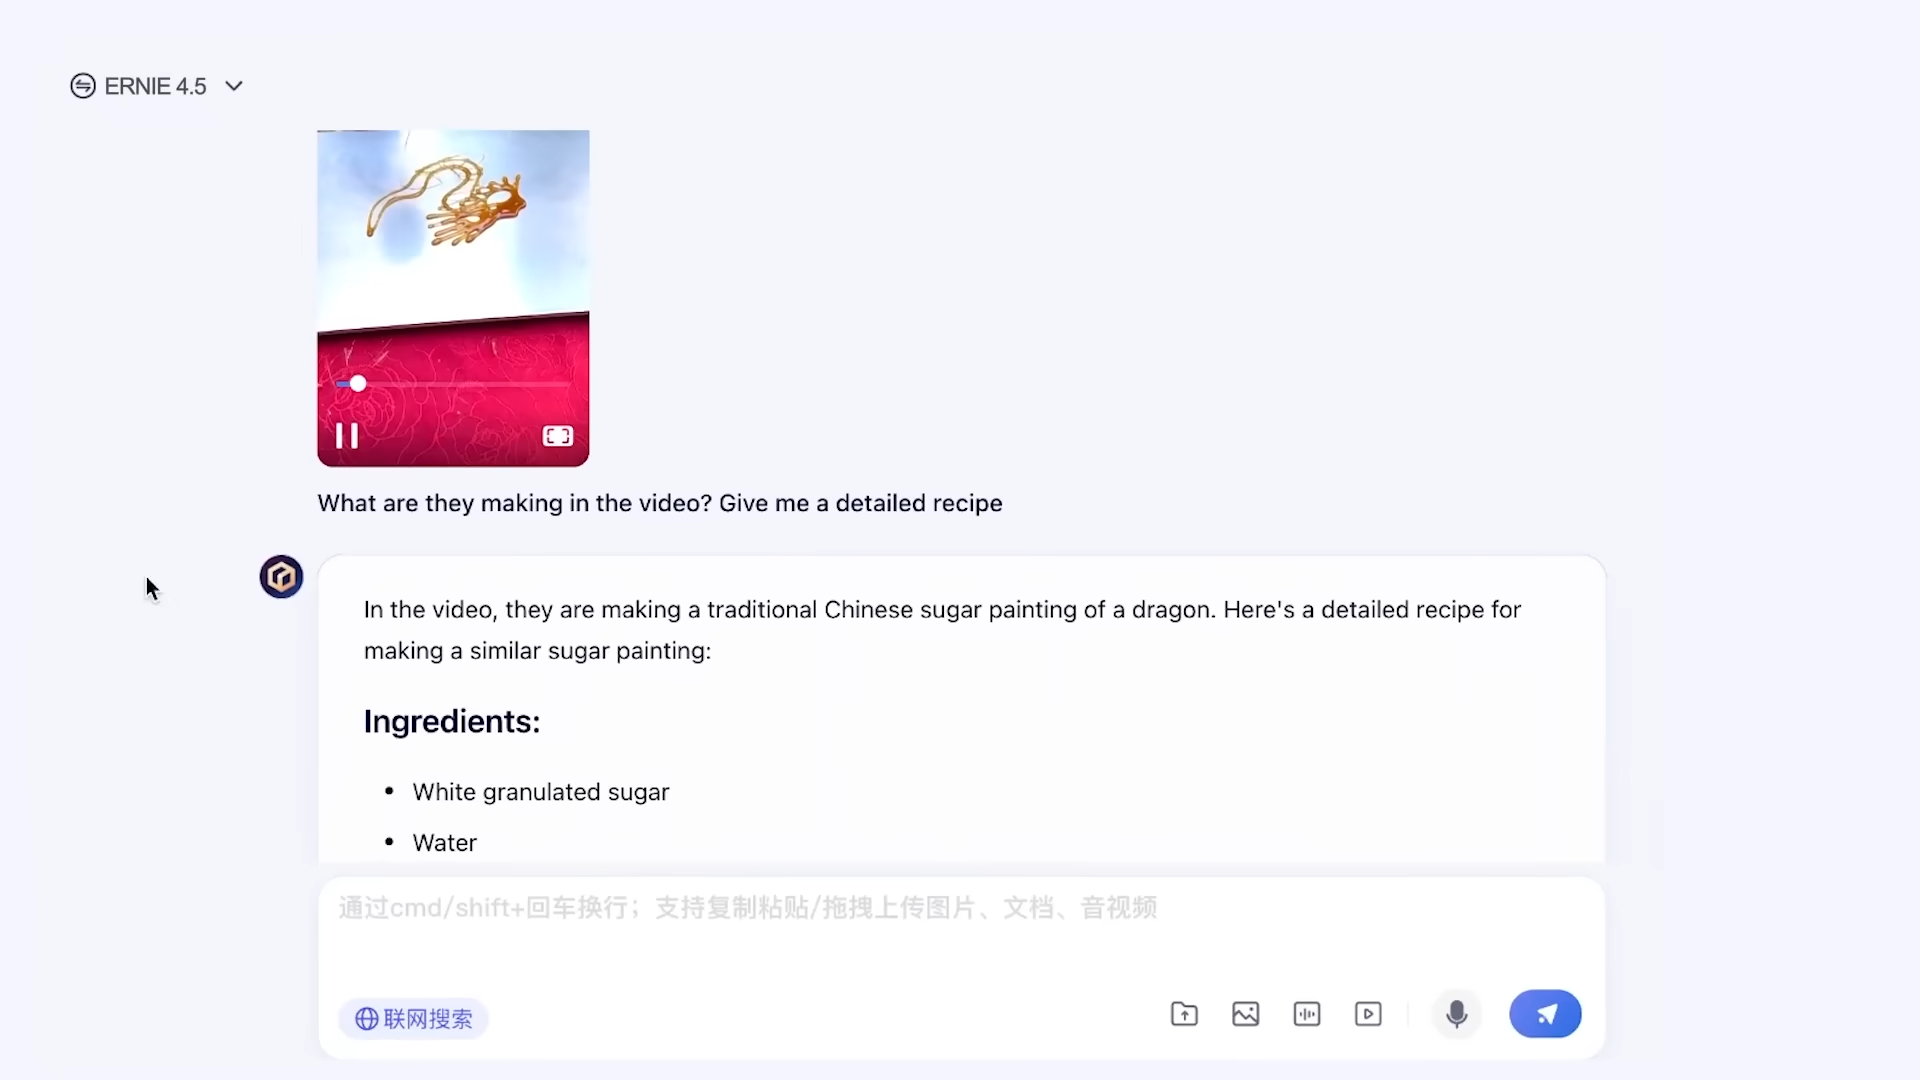 ERNIE 4.5
What are they making in the video? Give me a detailed recipe
In the video, they are making a traditional Chinese sugar painting of a dragon. Here's a detailed recipe for
making a similar sugar painting:
Ingredients:
• White granulated sugar
• Water
通过cmd/shift+回车换行；支持复制粘贴/拖拽上传图片、文档、音视频
联网搜索